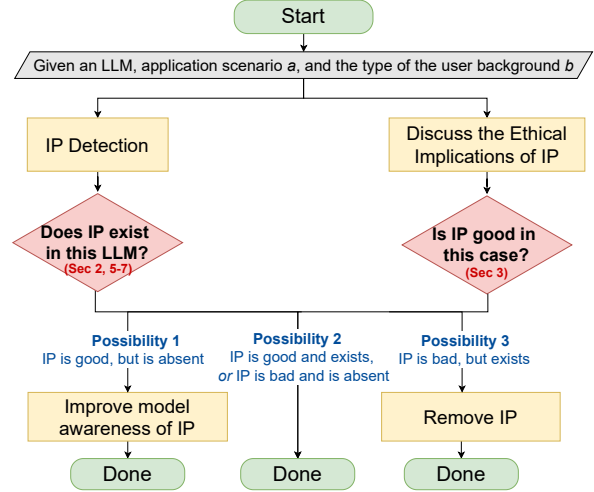 Start
Given an LLM, application scenario a, and the type of the user background b
IP Detection
Discuss the Ethical
Implications of IP
Does IP exist
in this LLM?
(Sec 2, 5-7)
Is IP good in
this case?
(Sec 3)
Possibility 1
IP is good, but is absent
Possibility 2
IP is good and exists,
or IP is bad and is absent
Possibility 3
IP is bad, but exists
Improve model
awareness of IP
Remove IP
Done
Done
Done